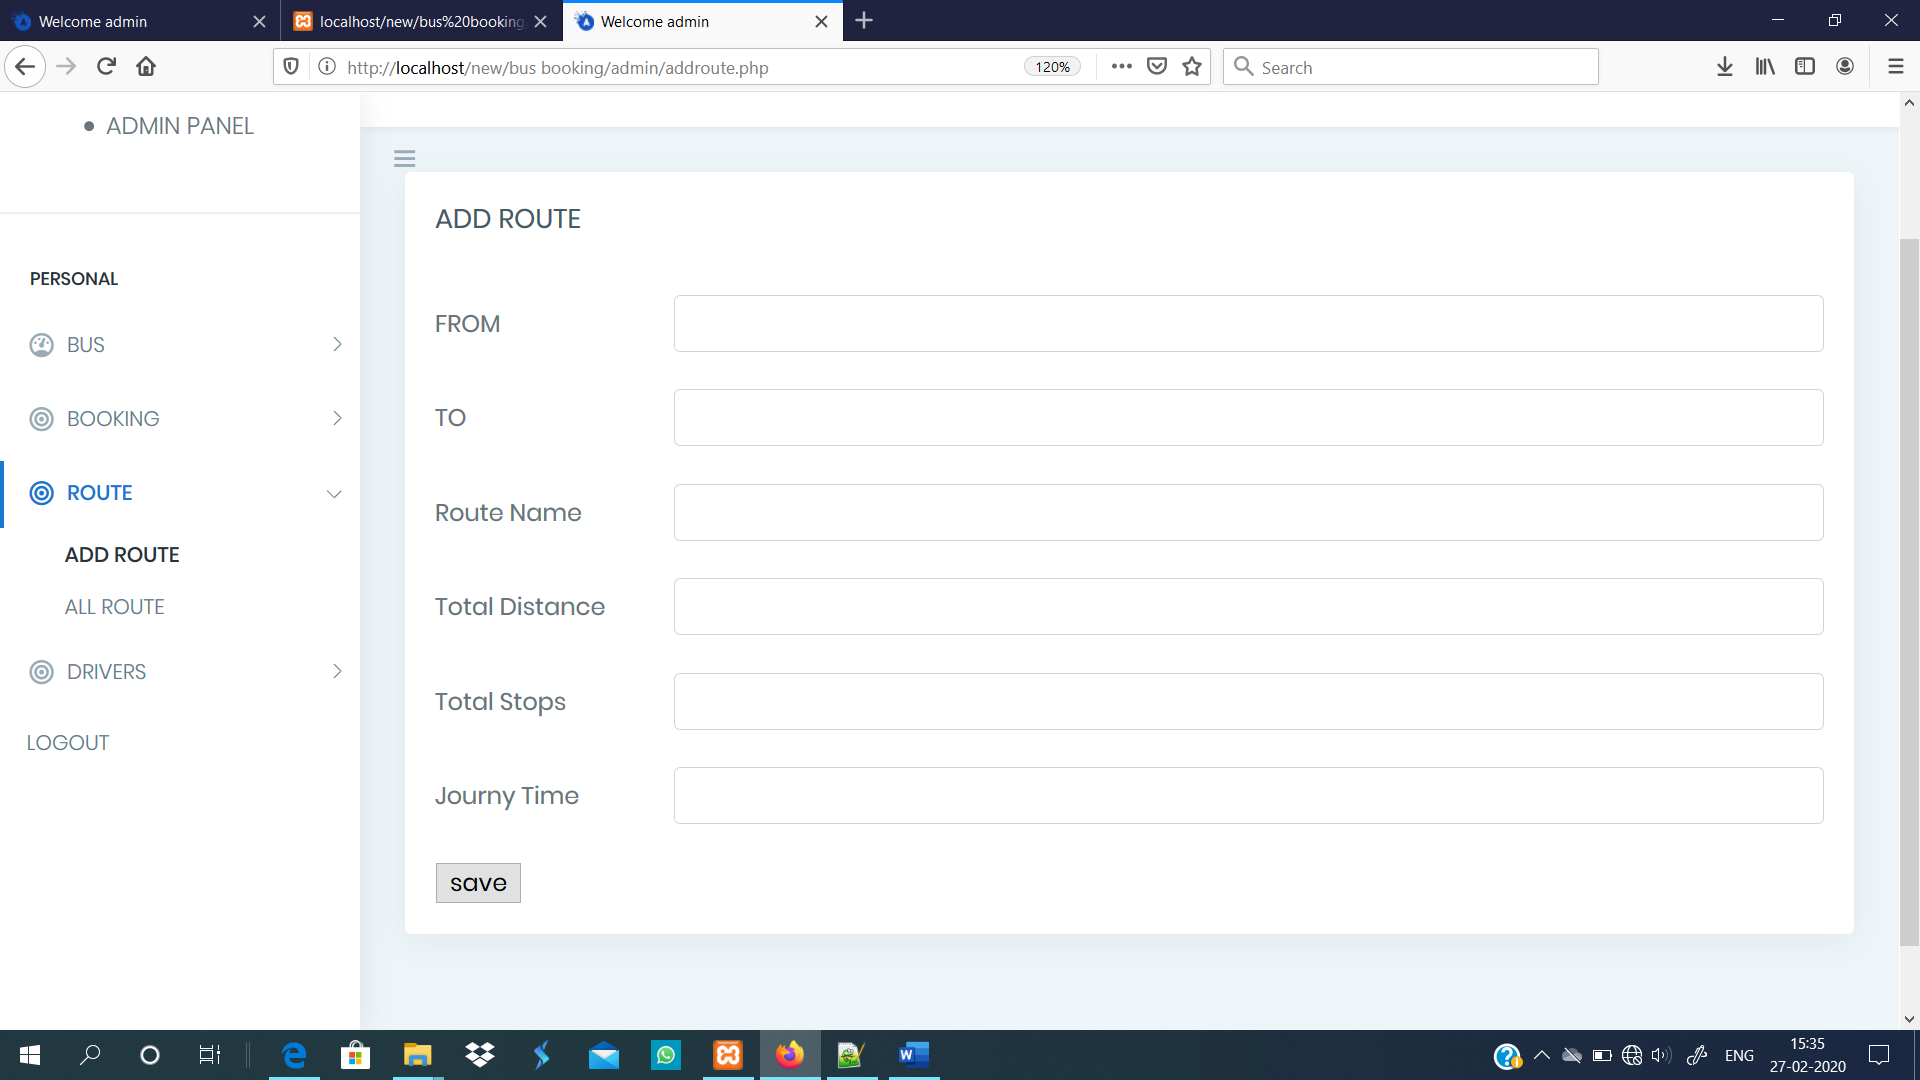 Welcome admin
localhost/new/bus%20booking
Welcome admin
http://localhost/new/bus booking/admin/addroute.php
120%
Search
ADMIN PANEL
PERSONAL
BUS
BOOKING
ROUTE
ADD ROUTE
ALL ROUTE
DRIVERS
LOGOUT
ADD ROUTE
FROM
TO
Route Name
Total Distance
Total Stops
Journy Time
save
ENG
15:35
27-02-2020